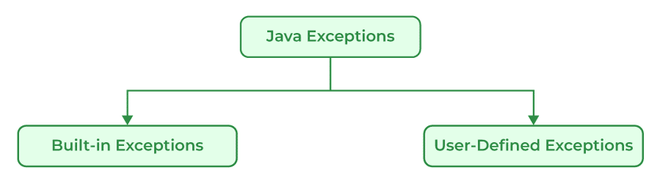 Java Exceptions
Built-in Exceptions
User-Defined Exceptions